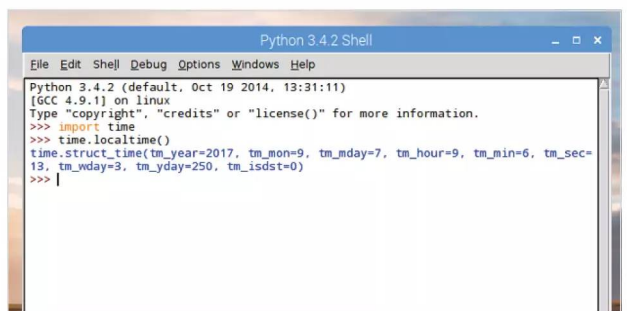 Python 3.4.2 Shell
File Edit Shell Debug Options Windows Help
Python 3.4.2 (default, Oct 19 2014, 13:31:11)
[GCC 4.9.1] on linux
Type "copyright", "credits" or "license()" for more information.
>>> import time
>>> time.localtime()
time.struct_time(tm_year=2017, tm_mon=9, tm_mday=7, tm_hour=9, tm_min=6, tm_sec=
13, tm_wday=3, tm_yday=250, tm_isdst=0)
>>>